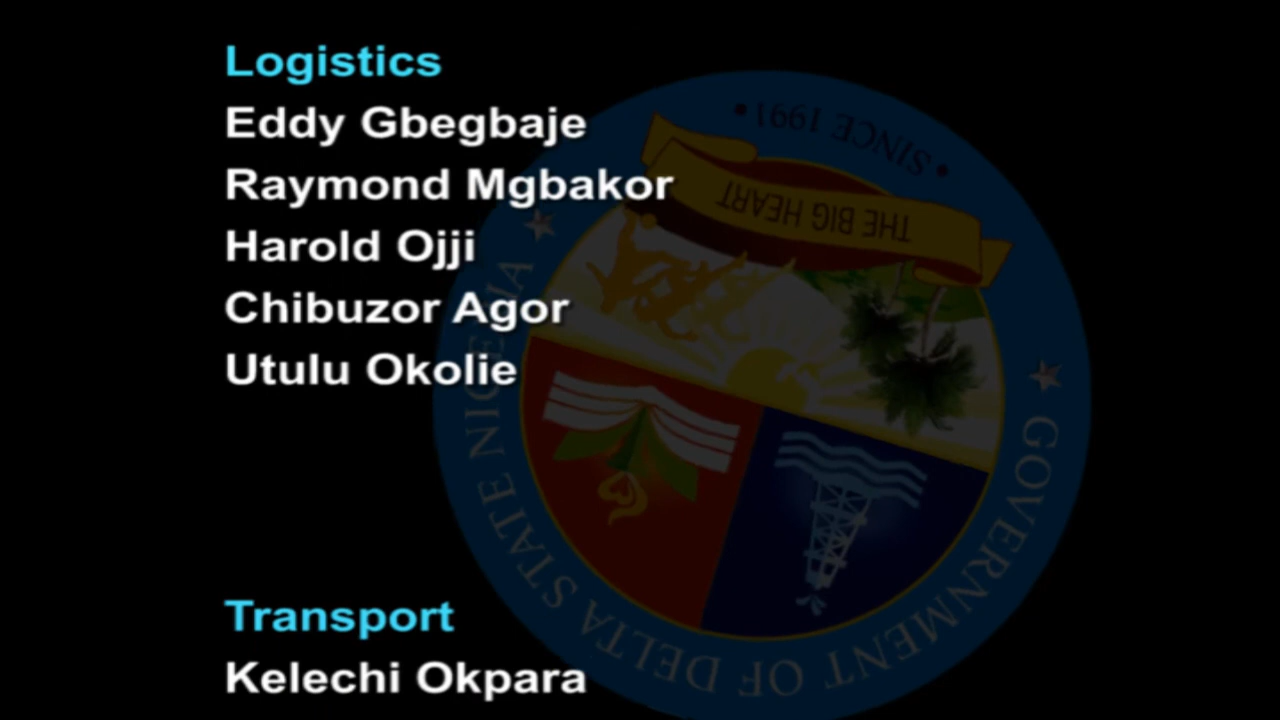 Logistics
Eddy Gbegbaje
Raymond Mgbakor
Harold Ojji
Chibuzor Agor
Utulu Okolie
Transport
Kelechi Okpara
GOVERNMENT OF DELTA STATE NIGERIA
• SINCE 1991 •
THE BIG HEART